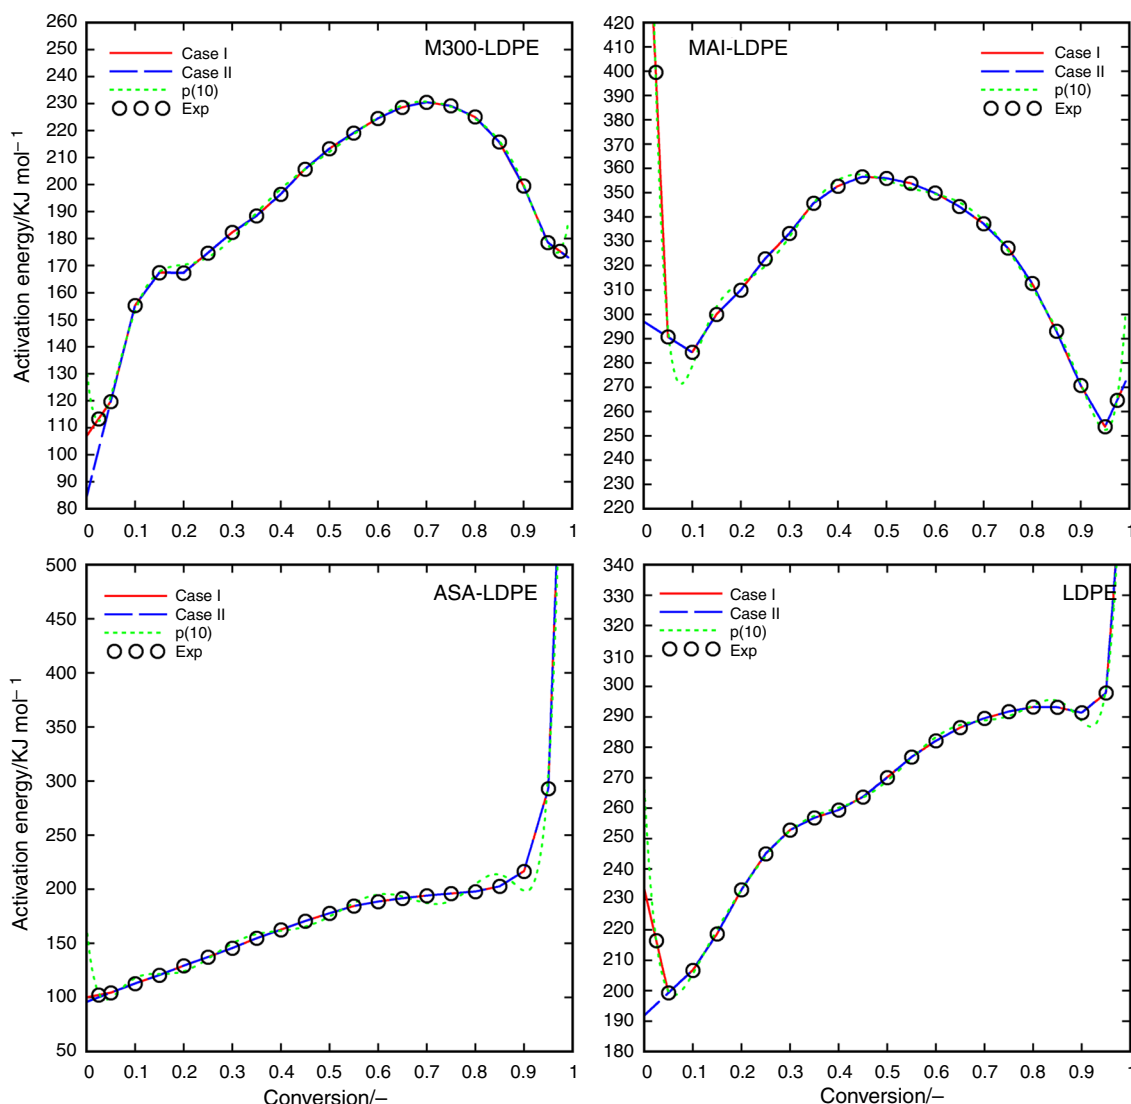 M300-LDPE
Case I
Case II
p(10)
Exp
260
250
240
230
220
210
200
190
180
170
160
150
140
130
120
110
100
90
80
Activation energy/KJ mol⁻¹
0 0.1 0.2 0.3 0.4 0.5 0.6 0.7 0.8 0.9 1
MAI-LDPE
Case I
Case II
p(10)
Exp
420
410
400
390
380
370
360
350
340
330
320
310
300
290
280
270
260
250
240
230
220
0 0.1 0.2 0.3 0.4 0.5 0.6 0.7 0.8 0.9 1
ASA-LDPE
Case I
Case II
p(10)
Exp
500
450
400
350
300
250
200
150
100
50
Activation energy/KJ mol⁻¹
0 0.1 0.2 0.3 0.4 0.5 0.6 0.7 0.8 0.9 1
Conversion/–
LDPE
Case I
Case II
p(10)
Exp
340
330
320
310
300
290
280
270
260
250
240
230
220
210
200
190
180
0 0.1 0.2 0.3 0.4 0.5 0.6 0.7 0.8 0.9 1
Conversion/–